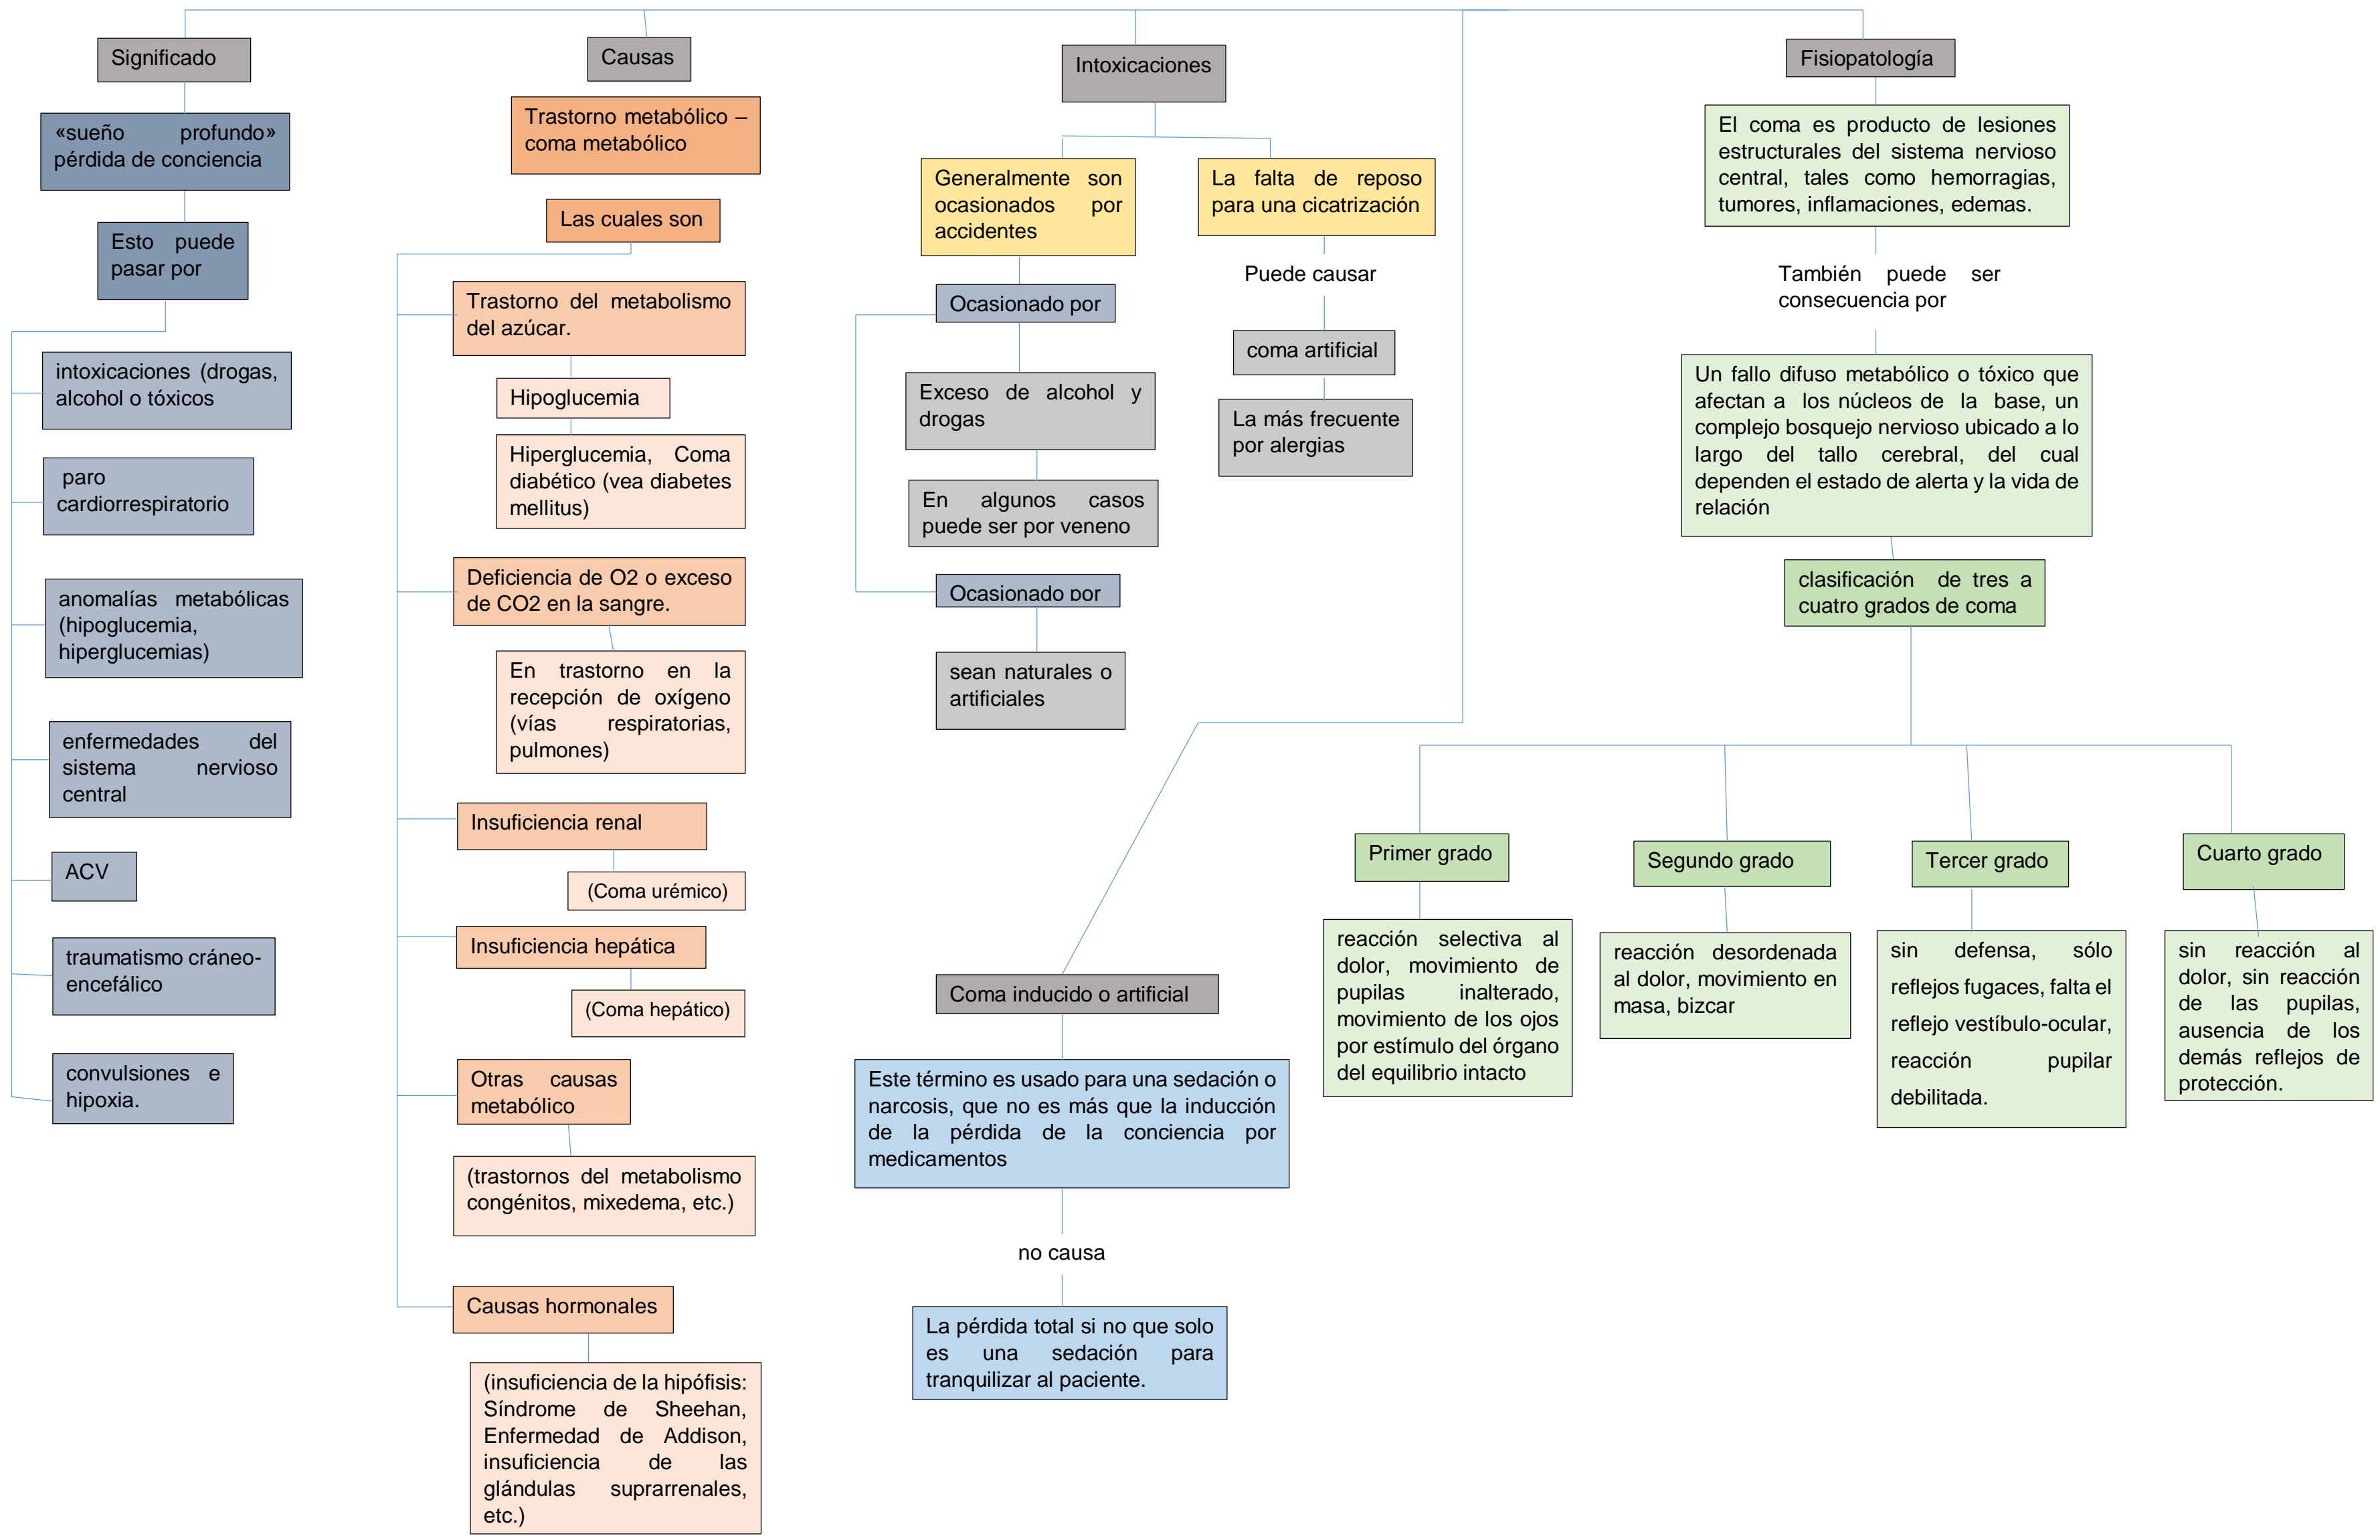 Significado
«sueño profundo»
pérdida de conciencia
Esto puede
pasar por
intoxicaciones (drogas,
alcohol o tóxicos
paro
cardiorrespiratorio
anomalías metabólicas
(hipoglucemia,
hiperglucemias)
enfermedades del
sistema nervioso
central
ACV
traumatismo cráneo-
encefálico
convulsiones e
hipoxia.
Causas
Trastorno metabólico –
coma metabólico
Las cuales son
Trastorno del metabolismo
del azúcar.
Hipoglucemia
Hiperglucemia, Coma
diabético (vea diabetes
mellitus)
Deficiencia de O2 o exceso
de CO2 en la sangre.
En trastorno en la
recepción de oxígeno
(vías respiratorias,
pulmones)
Insuficiencia renal
(Coma urémico)
Insuficiencia hepática
(Coma hepático)
Otras causas
metabólico
(trastornos del metabolismo
congénitos, mixedema, etc.)
Causas hormonales
(insuficiencia de la hipófisis:
Síndrome de Sheehan,
Enfermedad de Addison,
insuficiencia de las
glándulas suprarrenales,
etc.)
Intoxicaciones
Generalmente son
ocasionados por
accidentes
Ocasionado por
Exceso de alcohol y
drogas
En algunos casos
puede ser por veneno
Ocasionado por
sean naturales o
artificiales
La falta de reposo
para una cicatrización
Puede causar
coma artificial
La más frecuente
por alergias
Coma inducido o artificial
Este término es usado para una sedación o
narcosis, que no es más que la inducción
de la pérdida de la conciencia por
medicamentos
no causa
La pérdida total si no que solo
es una sedación para
tranquilizar al paciente.
Fisiopatología
El coma es producto de lesiones
estructurales del sistema nervioso
central, tales como hemorragias,
tumores, inflamaciones, edemas.
También puede ser
consecuencia por
Un fallo difuso metabólico o tóxico que
afectan a los núcleos de la base, un
complejo bosquejo nervioso ubicado a lo
largo del tallo cerebral, del cual
dependen el estado de alerta y la vida de
relación
clasificación de tres a
cuatro grados de coma
Primer grado
reacción selectiva al
dolor, movimiento de
pupilas inalterado,
movimiento de los ojos
por estímulo del órgano
del equilibrio intacto
Segundo grado
reacción desordenada
al dolor, movimiento en
masa, bizcar
Tercer grado
sin defensa, sólo
reflejos fugaces, falta el
reflejo vestíbulo-ocular,
reacción pupilar
debilitada.
Cuarto grado
sin reacción al
dolor, sin reacción
de las pupilas,
ausencia de los
demás reflejos de
protección.